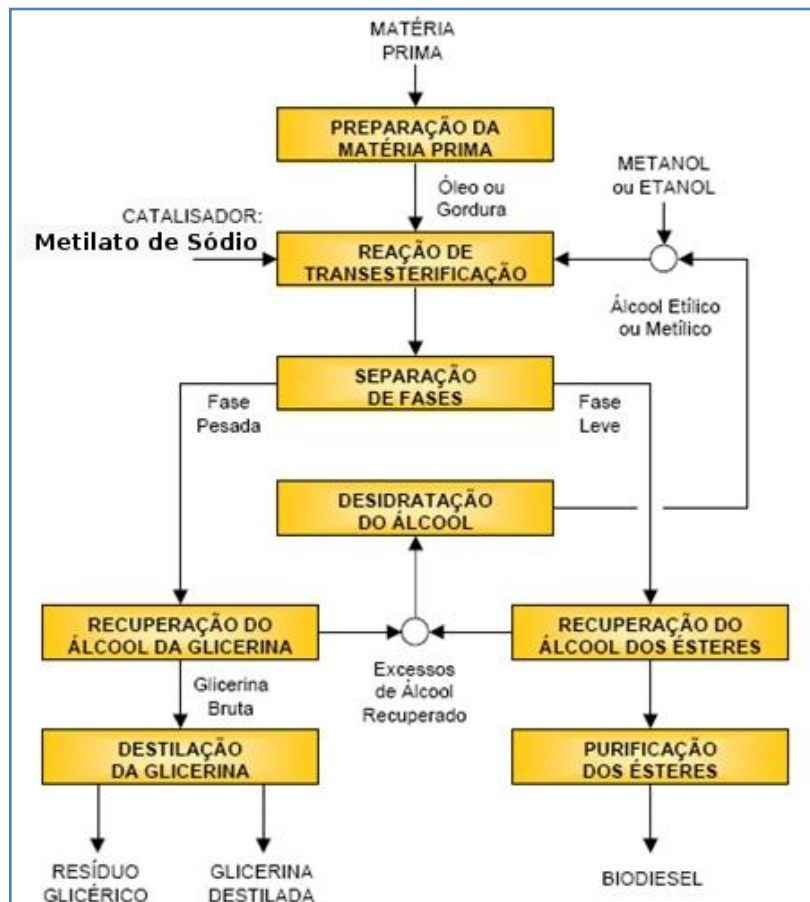 MATÉRIA
PRIMA
PREPARAÇÃO DA
MATÉRIA PRIMA
METANOL
ou ETANOL
Óleo ou
Gordura
CATALISADOR:
Metilato de Sódio
REAÇÃO DE
TRANSESTERIFICAÇÃO
Álcool Etílico
ou Metílico
SEPARAÇÃO
DE FASES
Fase
Pesada
Fase
Leve
DESIDRATAÇÃO
DO ÁLCOOL
RECUPERAÇÃO DO
ÁLCOOL DA GLICERINA
RECUPERAÇÃO DO
ÁLCOOL DOS ÉSTERES
Excessos
de Álcool
Recuperado
Glicerina
Bruta
DESTILAÇÃO
DA GLICERINA
PURIFICAÇÃO
DOS ÉSTERES
RESÍDUO
GLICÉRICO
GLICERINA
DESTILADA
BIODIESEL